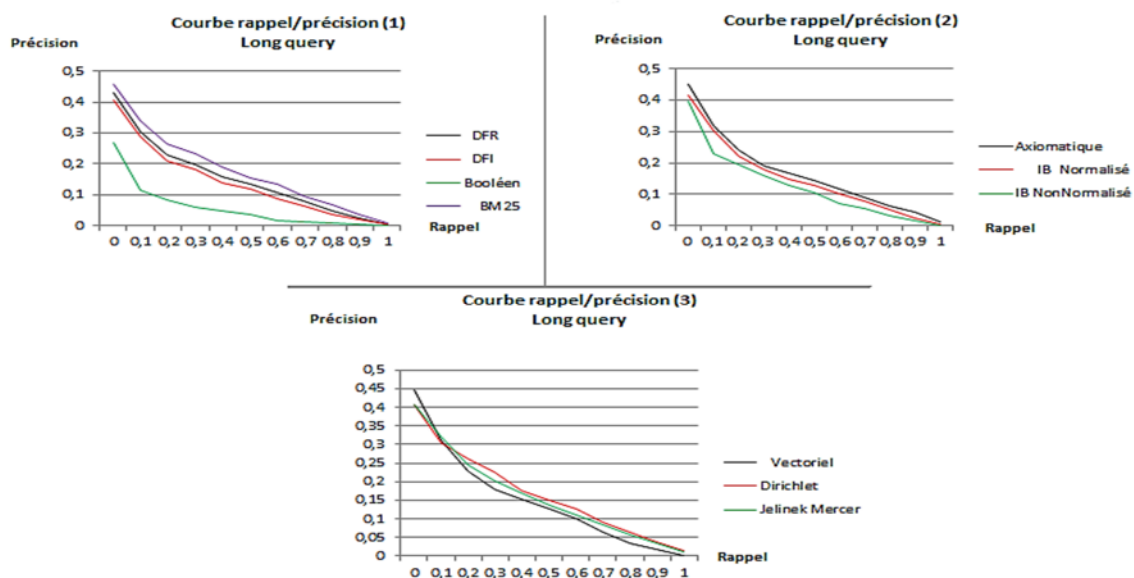 Courbe rappel/précision (1)
Long query
Précision
0,5
0,4
0,3
0,2
0,1
0
0 0,1 0,2 0,3 0,4 0,5 0,6 0,7 0,8 0,9 1
Rappel
DFR
DFI
Booléen
BM25
Courbe rappel/précision (2)
Long query
Précision
0,5
0,4
0,3
0,2
0,1
0
0 0,1 0,2 0,3 0,4 0,5 0,6 0,7 0,8 0,9 1
Rappel
Axiomatique
IB Normalisé
IB NonNormalisé
Courbe rappel/précision (3)
Long query
Précision
0,5
0,45
0,4
0,35
0,3
0,25
0,2
0,15
0,1
0,05
0
0 0,1 0,2 0,3 0,4 0,5 0,6 0,7 0,8 0,9 1
Rappel
Vectoriel
Dirichlet
Jelinek Mercer